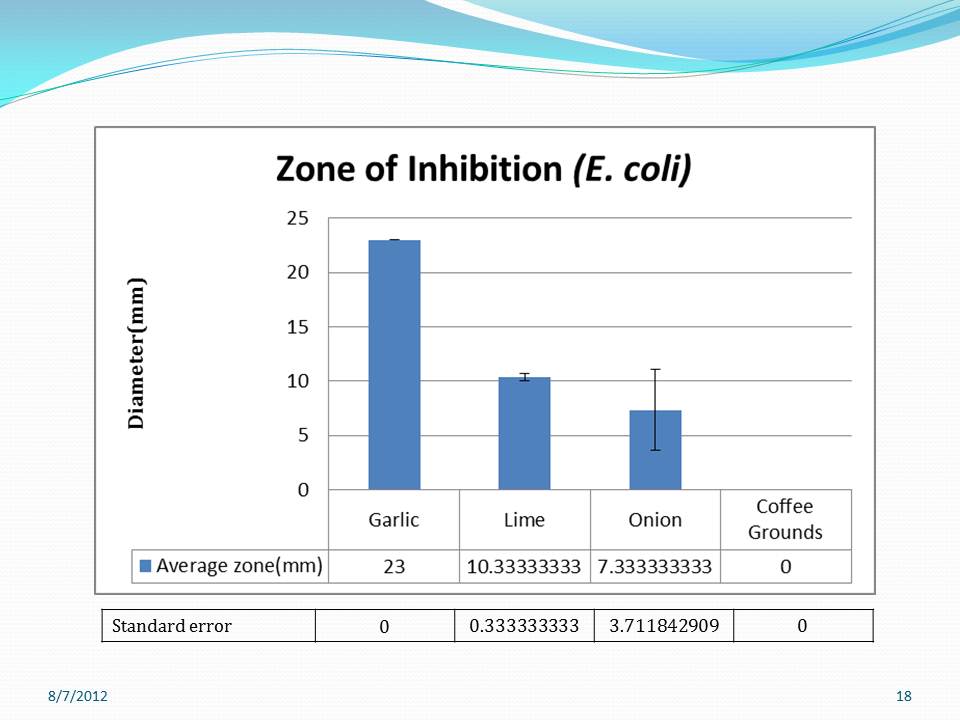 Zone of Inhibition (E. coli)
Diameter(mm)
25
20
15
10
5
0
Garlic Lime Onion Coffee
Grounds
Average zone(mm) 23 10.33333333 7.333333333 0
Standard error 0 0.333333333 3.711842909 0
8/7/2012 18